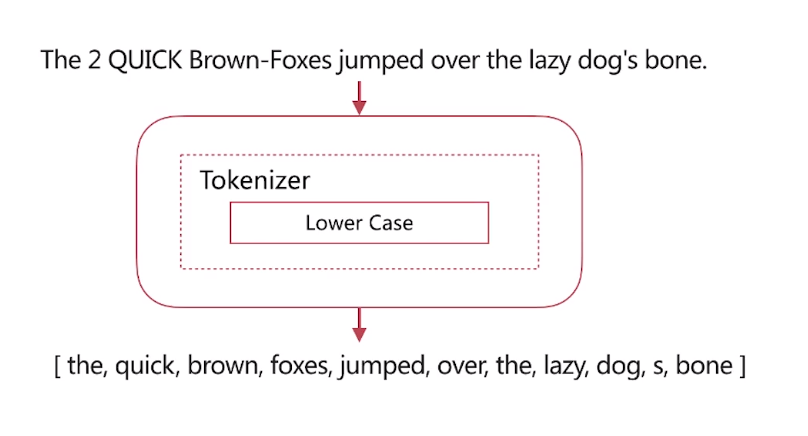 The 2 QUICK Brown-Foxes jumped over the lazy dog's bone.
Tokenizer
Lower Case
[ the, quick, brown, foxes, jumped, over, the, lazy, dog, s, bone ]